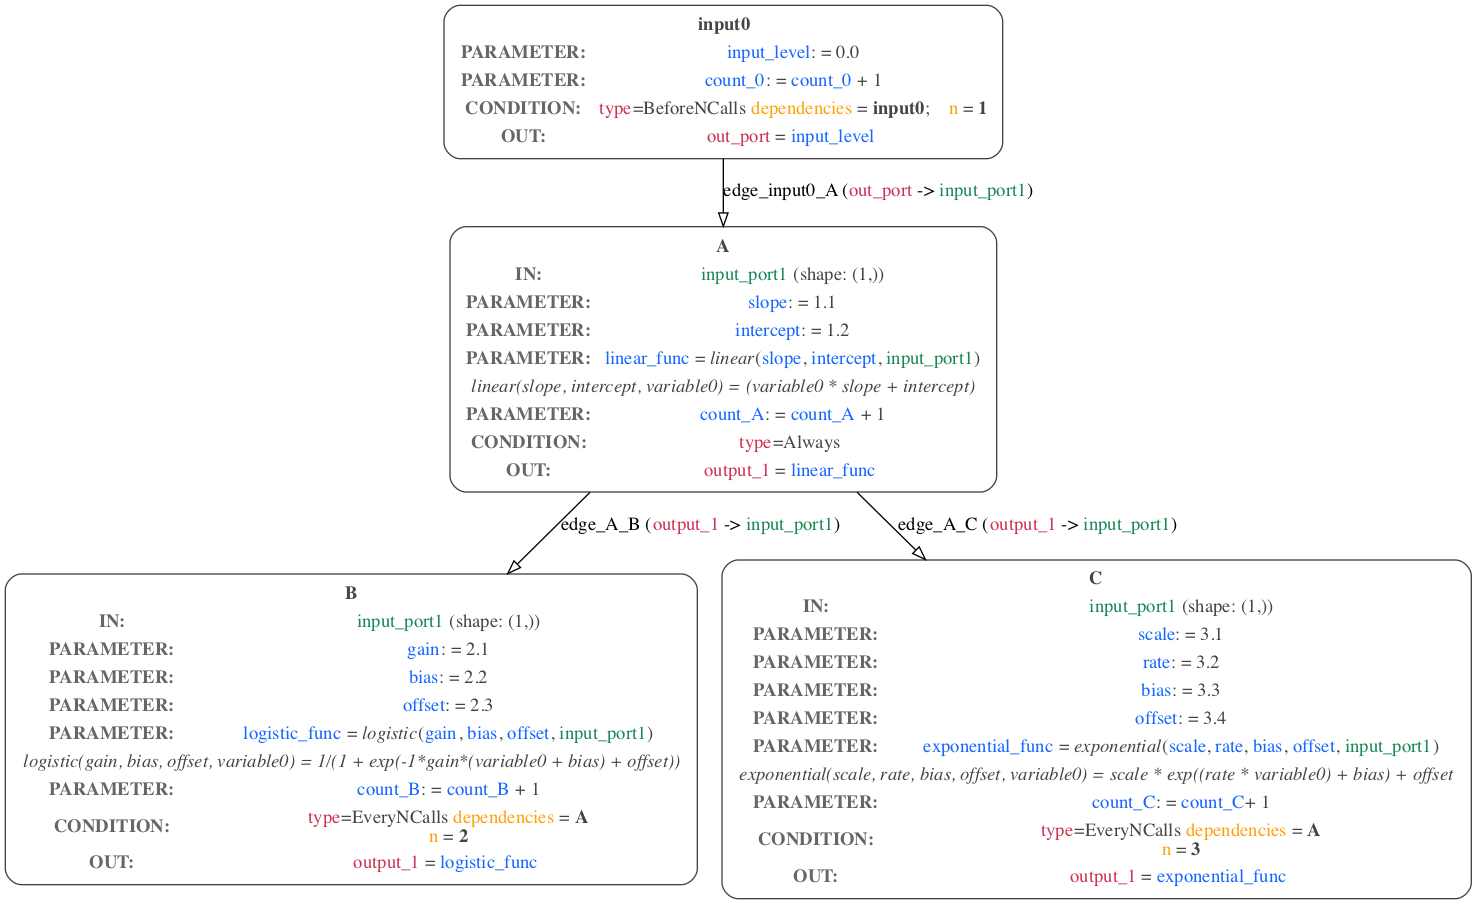 input0
PARAMETER: input_level: = 0.0
PARAMETER: count_0: = count_0 + 1
CONDITION: type=BeforeNCalls dependencies = input0; n = 1
OUT: out_port = input_level
edge_input0_A (out_port -> input_port1)
A
IN: input_port1 (shape: (1,))
PARAMETER: slope: = 1.1
PARAMETER: intercept: = 1.2
PARAMETER: linear_func = linear(slope, intercept, input_port1)
linear(slope, intercept, variable0) = (variable0 * slope + intercept)
PARAMETER: count_A: = count_A + 1
CONDITION: type=Always
OUT: output_1 = linear_func
edge_A_B (output_1 -> input_port1)
edge_A_C (output_1 -> input_port1)
B
IN: input_port1 (shape: (1,))
PARAMETER: gain: = 2.1
PARAMETER: bias: = 2.2
PARAMETER: offset: = 2.3
PARAMETER: logistic_func = logistic(gain, bias, offset, input_port1)
logistic(gain, bias, offset, variable0) = 1/(1 + exp(-1*gain*(variable0 + bias) + offset))
PARAMETER: count_B: = count_B + 1
CONDITION: type=EveryNCalls dependencies = A
n = 2
OUT: output_1 = logistic_func
C
IN: input_port1 (shape: (1,))
PARAMETER: scale: = 3.1
PARAMETER: rate: = 3.2
PARAMETER: bias: = 3.3
PARAMETER: offset: = 3.4
PARAMETER: exponential_func = exponential(scale, rate, bias, offset, input_port1)
exponential(scale, rate, bias, offset, variable0) = scale * exp((rate * variable0) + bias) + offset
PARAMETER: count_C: = count_C+ 1
CONDITION: type=EveryNCalls dependencies = A
n = 3
OUT: output_1 = exponential_func